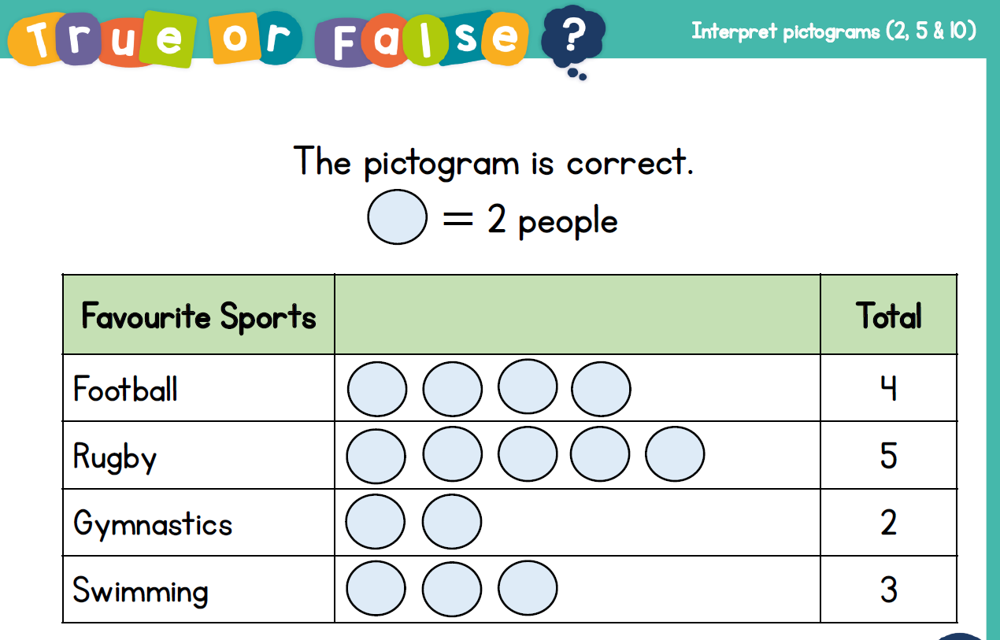 True or False ?
Interpret pictograms (2, 5 & 10)
The pictogram is correct.
= 2 people
Favourite Sports Total
Football 4
Rugby 5
Gymnastics 2
Swimming 3